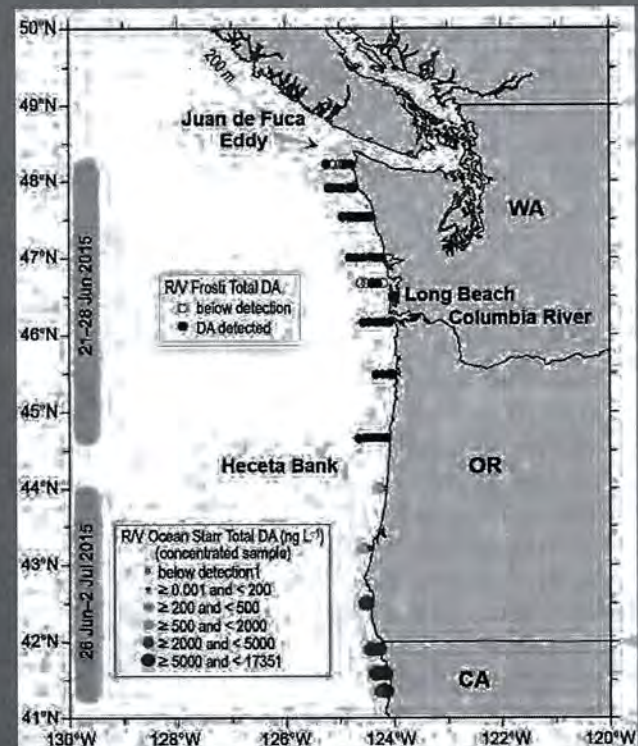 50°N
49°N
48°N
47°N
46°N
45°N
44°N
43°N
42°N
41°N
130°W
128°W
126°W
124°W
122°W
120°W
21–28 Jun 2015
26 Jun–2 Jul 2015
200 m
Juan de Fuca
Eddy
WA
R/V Frosti Total DA
below detection
DA detected
Long Beach
Columbia River
Heceta Bank
OR
R/V Ocean Starr Total DA (ng L⁻¹)
(concentrated sample)
below detection
≥ 0.001 and < 200
≥ 200 and < 500
≥ 500 and < 2000
≥ 2000 and < 5000
≥ 5000 and < 17351
CA